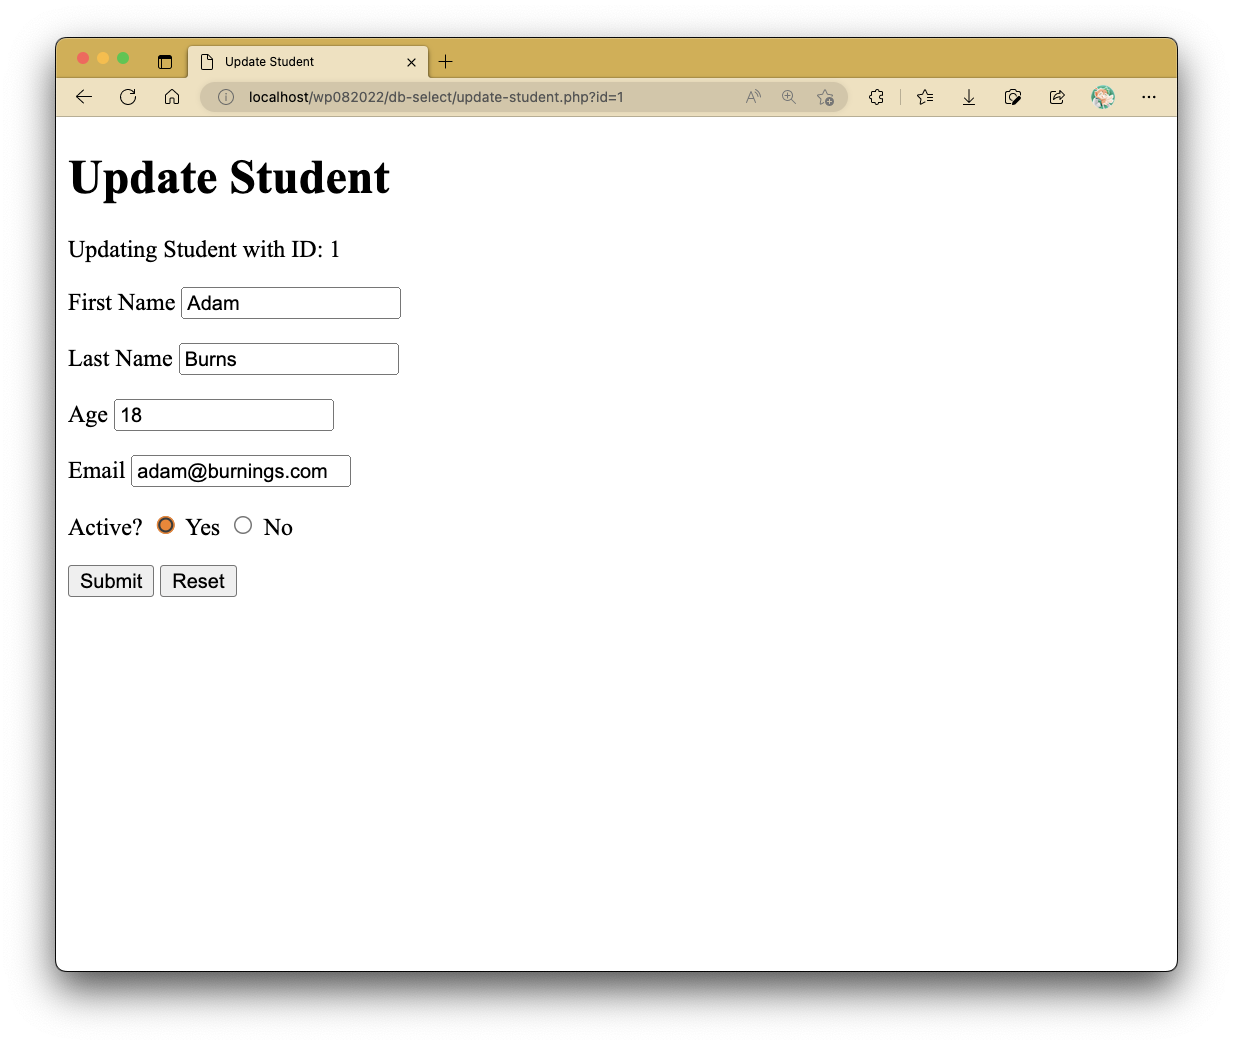 Update Student
localhost/wp082022/db-select/update-student.php?id=1
Update Student
Updating Student with ID: 1
First Name Adam
Last Name Burns
Age 18
Email adam@burnings.com
Active? Yes No
Submit Reset